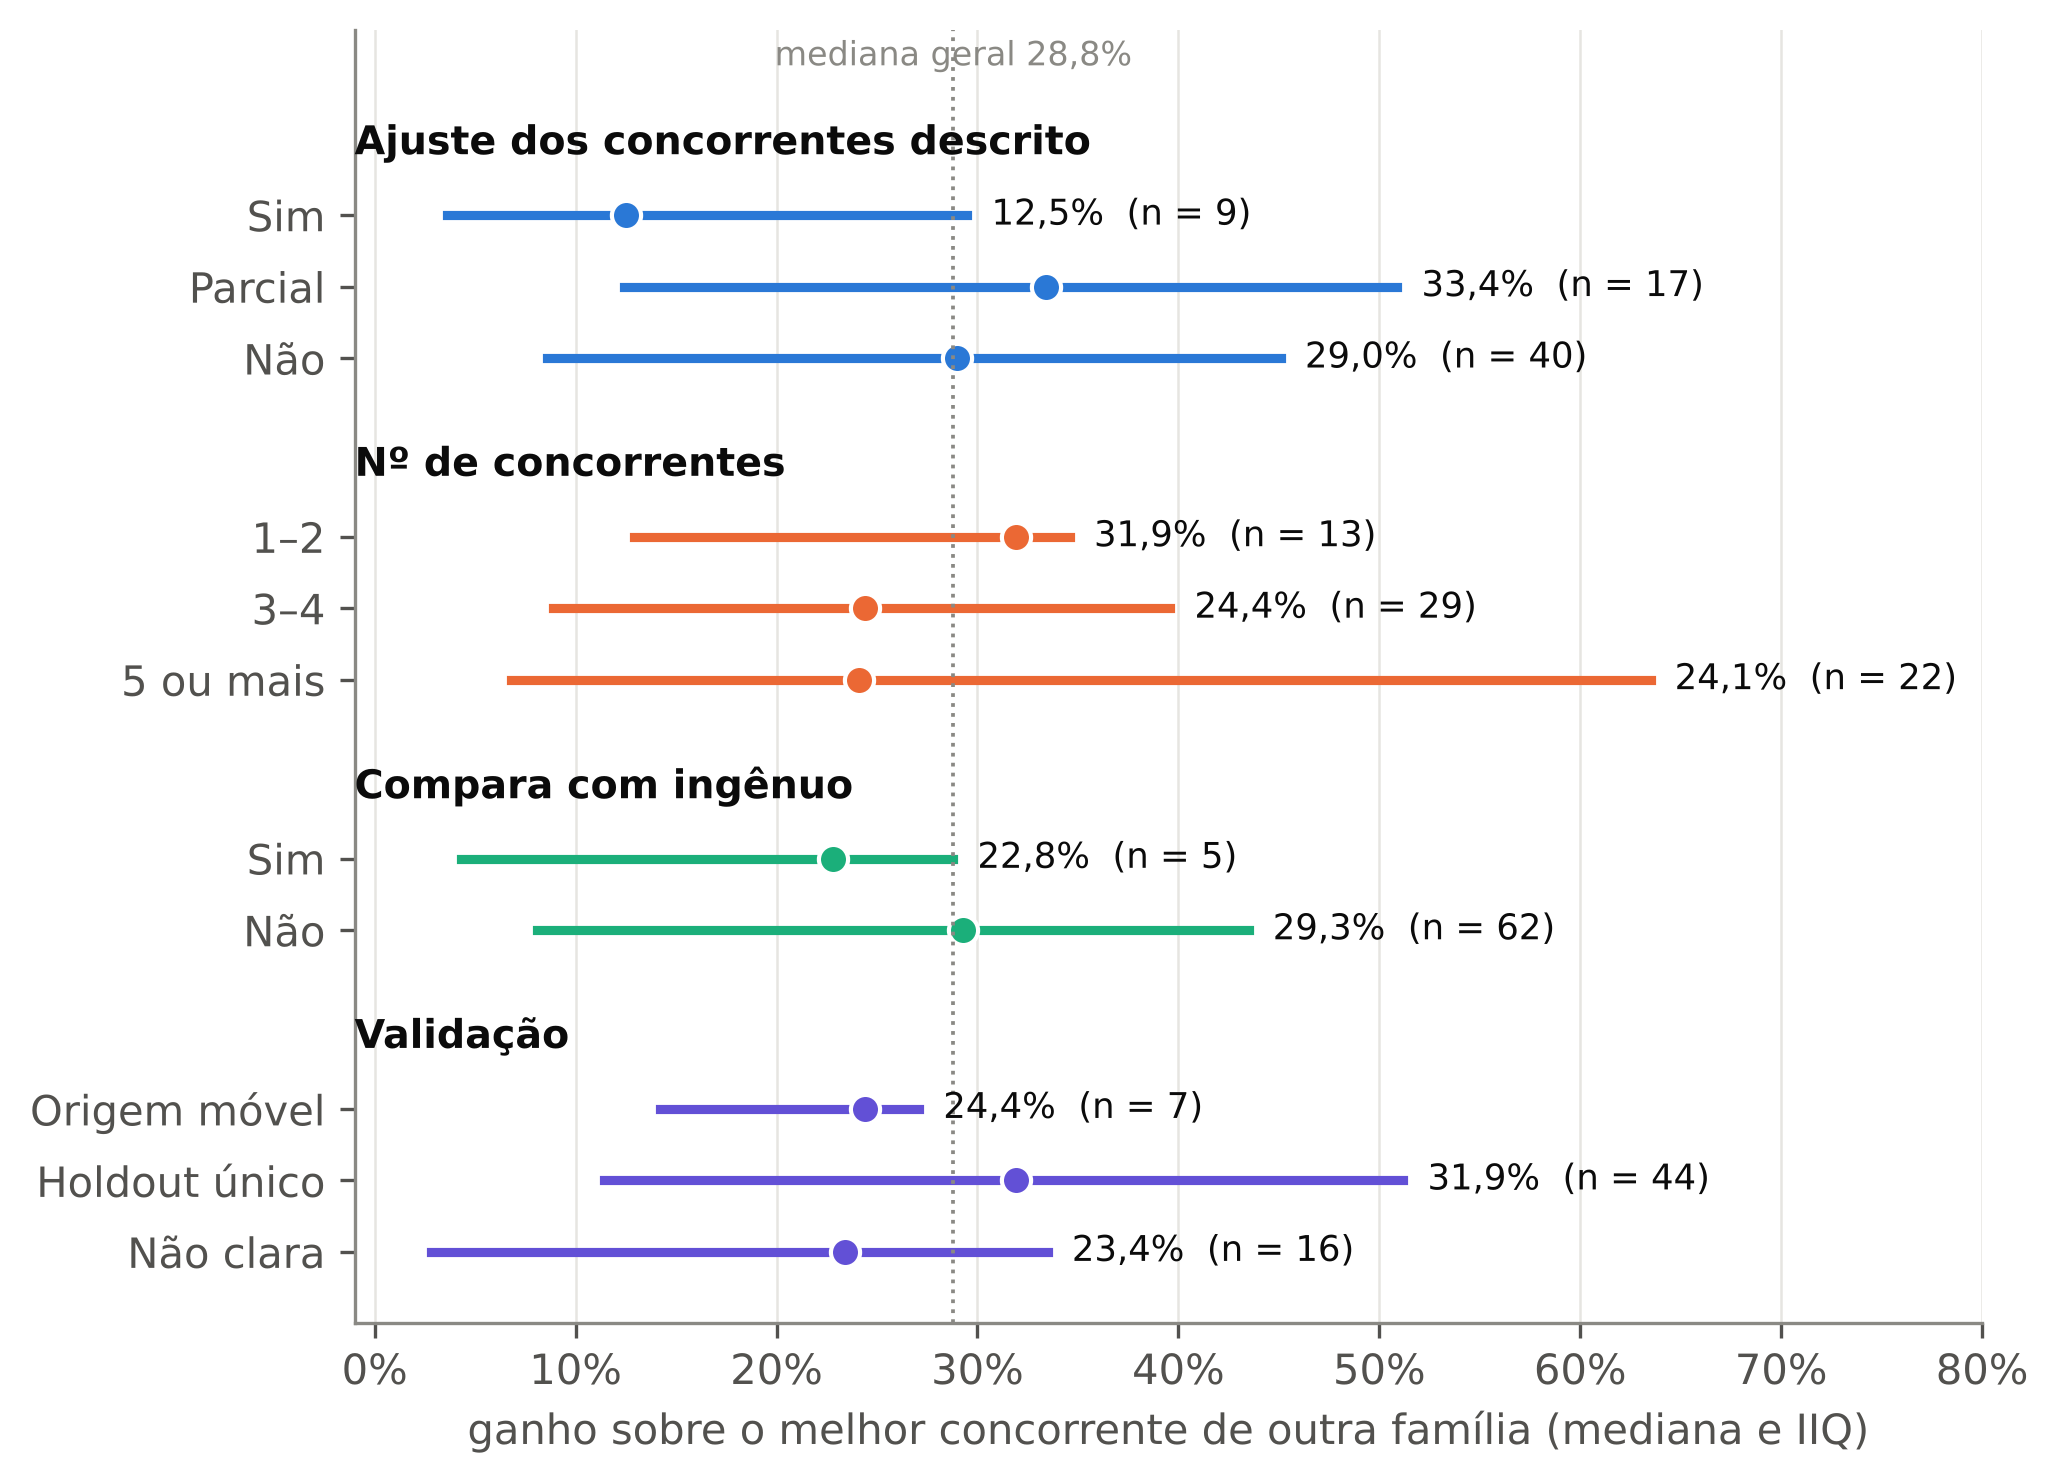 mediana geral 28,8%
Ajuste dos concorrentes descrito
Sim 12,5% (n = 9)
Parcial 33,4% (n = 17)
Não 29,0% (n = 40)
Nº de concorrentes
1–2 31,9% (n = 13)
3–4 24,4% (n = 29)
5 ou mais 24,1% (n = 22)
Compara com ingênuo
Sim 22,8% (n = 5)
Não 29,3% (n = 62)
Validação
Origem móvel 24,4% (n = 7)
Holdout único 31,9% (n = 44)
Não clara 23,4% (n = 16)
0% 10% 20% 30% 40% 50% 60% 70% 80%
ganho sobre o melhor concorrente de outra família (mediana e IIQ)